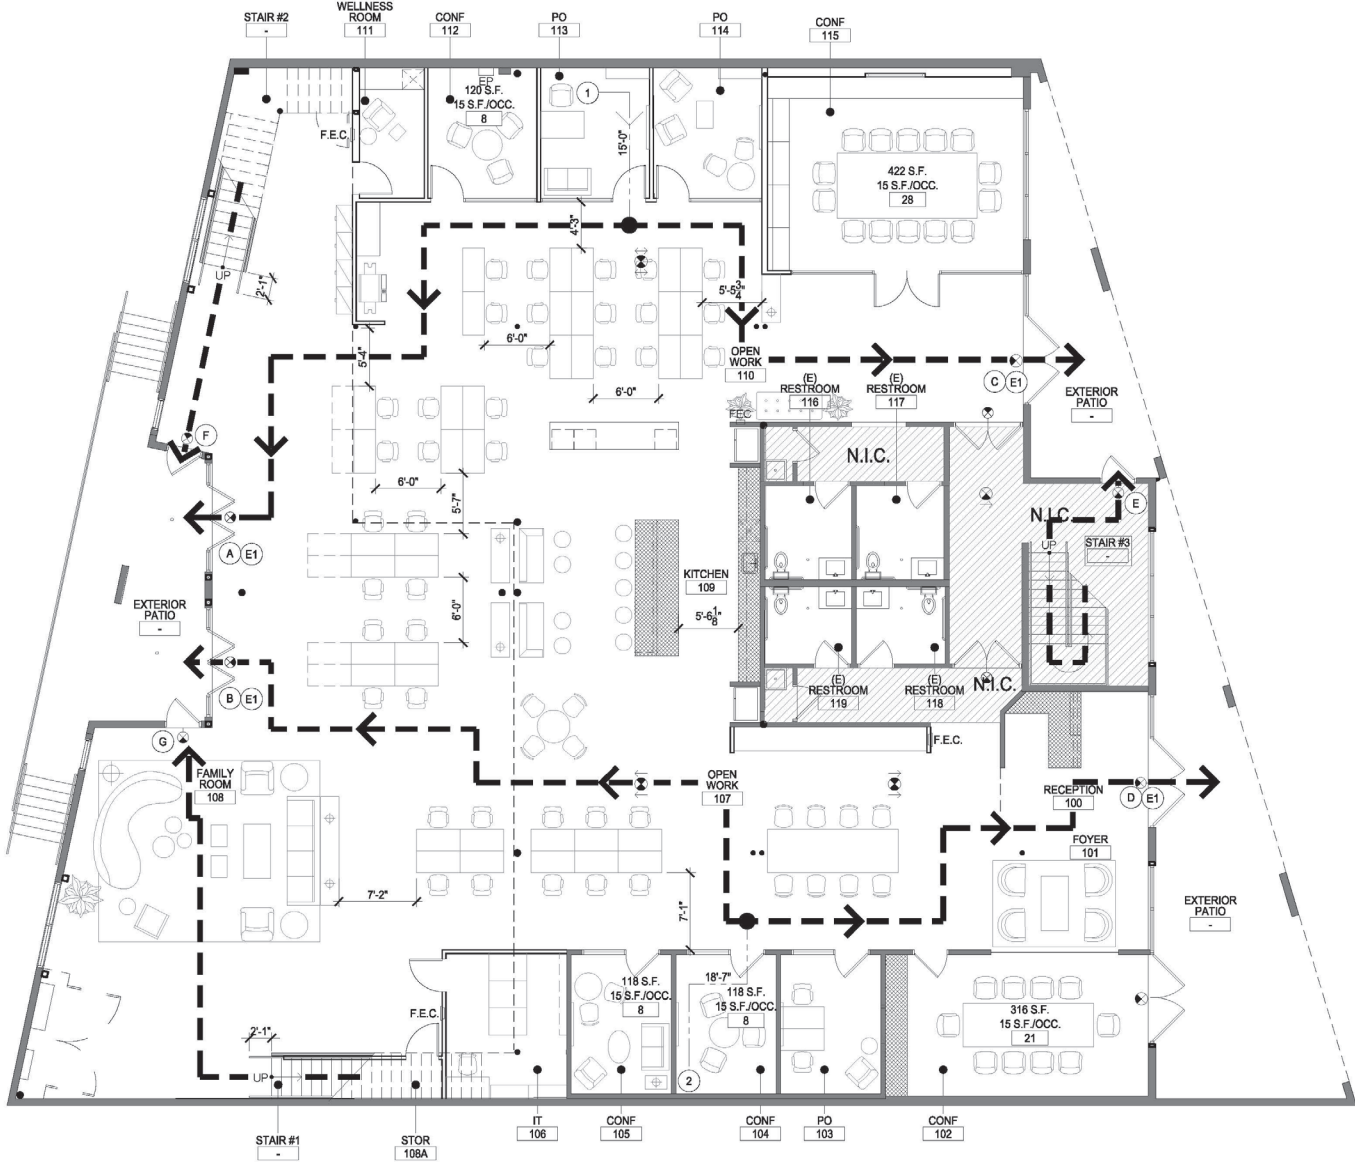 STAIR #2
-
WELLNESS
ROOM
111
CONF
112
PO
113
PO
114
CONF
115
EP
120 S.F.
15 S.F./OCC.
8
1
F.E.C.
15'-0"
422 S.F.
15 S.F./OCC.
28
4'-3"
UP
2'-1"
5'-5 3/4"
5'-4"
6'-0"
6'-0"
OPEN
WORK
110
(E)
RESTROOM
116
(E)
RESTROOM
117
C
E1
EXTERIOR
PATIO
-
FEC
F
N.I.C.
6'-0"
5'-7"
E
N.I.C.
A
E1
UP
STAIR #3
-
KITCHEN
109
EXTERIOR
PATIO
-
6'-0"
5'-6 1/8"
B
E1
(E)
RESTROOM
119
(E)
RESTROOM
118
N.I.C.
G
F.E.C.
FAMILY
ROOM
108
OPEN
WORK
107
RECEPTION
100
D
E1
FOYER
101
7'-2"
7'-1"
EXTERIOR
PATIO
-
118 S.F.
15 S.F./OCC.
8
18'-7"
118 S.F.
15 S.F./OCC.
8
316 S.F.
15 S.F./OCC.
21
F.E.C.
2'-1"
UP
2
STAIR #1
-
STOR
108A
IT
106
CONF
105
CONF
104
PO
103
CONF
102